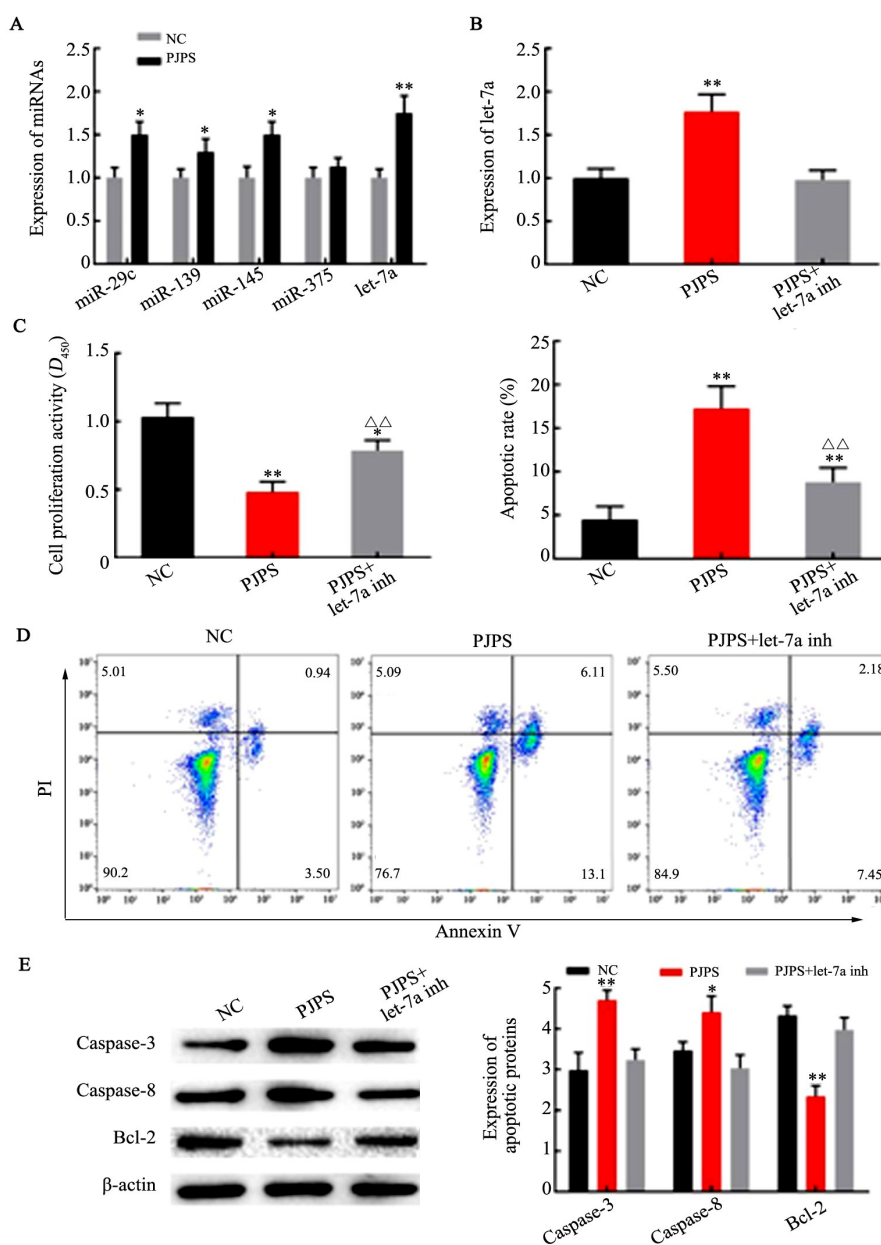 A
NC
PJPS
Expression of miRNAs
2.5
2.0
1.5
1.0
0.5
0
*
*
*
**
miR-29c
miR-139
miR-145
miR-375
let-7a
B
Expression of let-7a
2.5
2.0
1.5
1.0
0.5
0
**
NC
PJPS
PJPS+
let-7a inh
C
Cell proliferation activity (D450)
1.5
1.0
0.5
0
**
△△
*
NC
PJPS
PJPS+
let-7a inh
Apoptotic rate (%)
25
20
15
10
5
0
**
△△
**
NC
PJPS
PJPS+
let-7a inh
D
NC
PJPS
PJPS+let-7a inh
5.01
0.94
90.2
3.50
5.09
6.11
76.7
13.1
5.50
2.18
84.9
7.45
PI
Annexin V
E
NC
PJPS
PJPS+
let-7a inh
Caspase-3
Caspase-8
Bcl-2
β-actin
NC
PJPS
PJPS+let-7a inh
Expression of
apoptotic proteins
5
4
3
2
1
0
**
*
**
Caspase-3
Caspase-8
Bcl-2